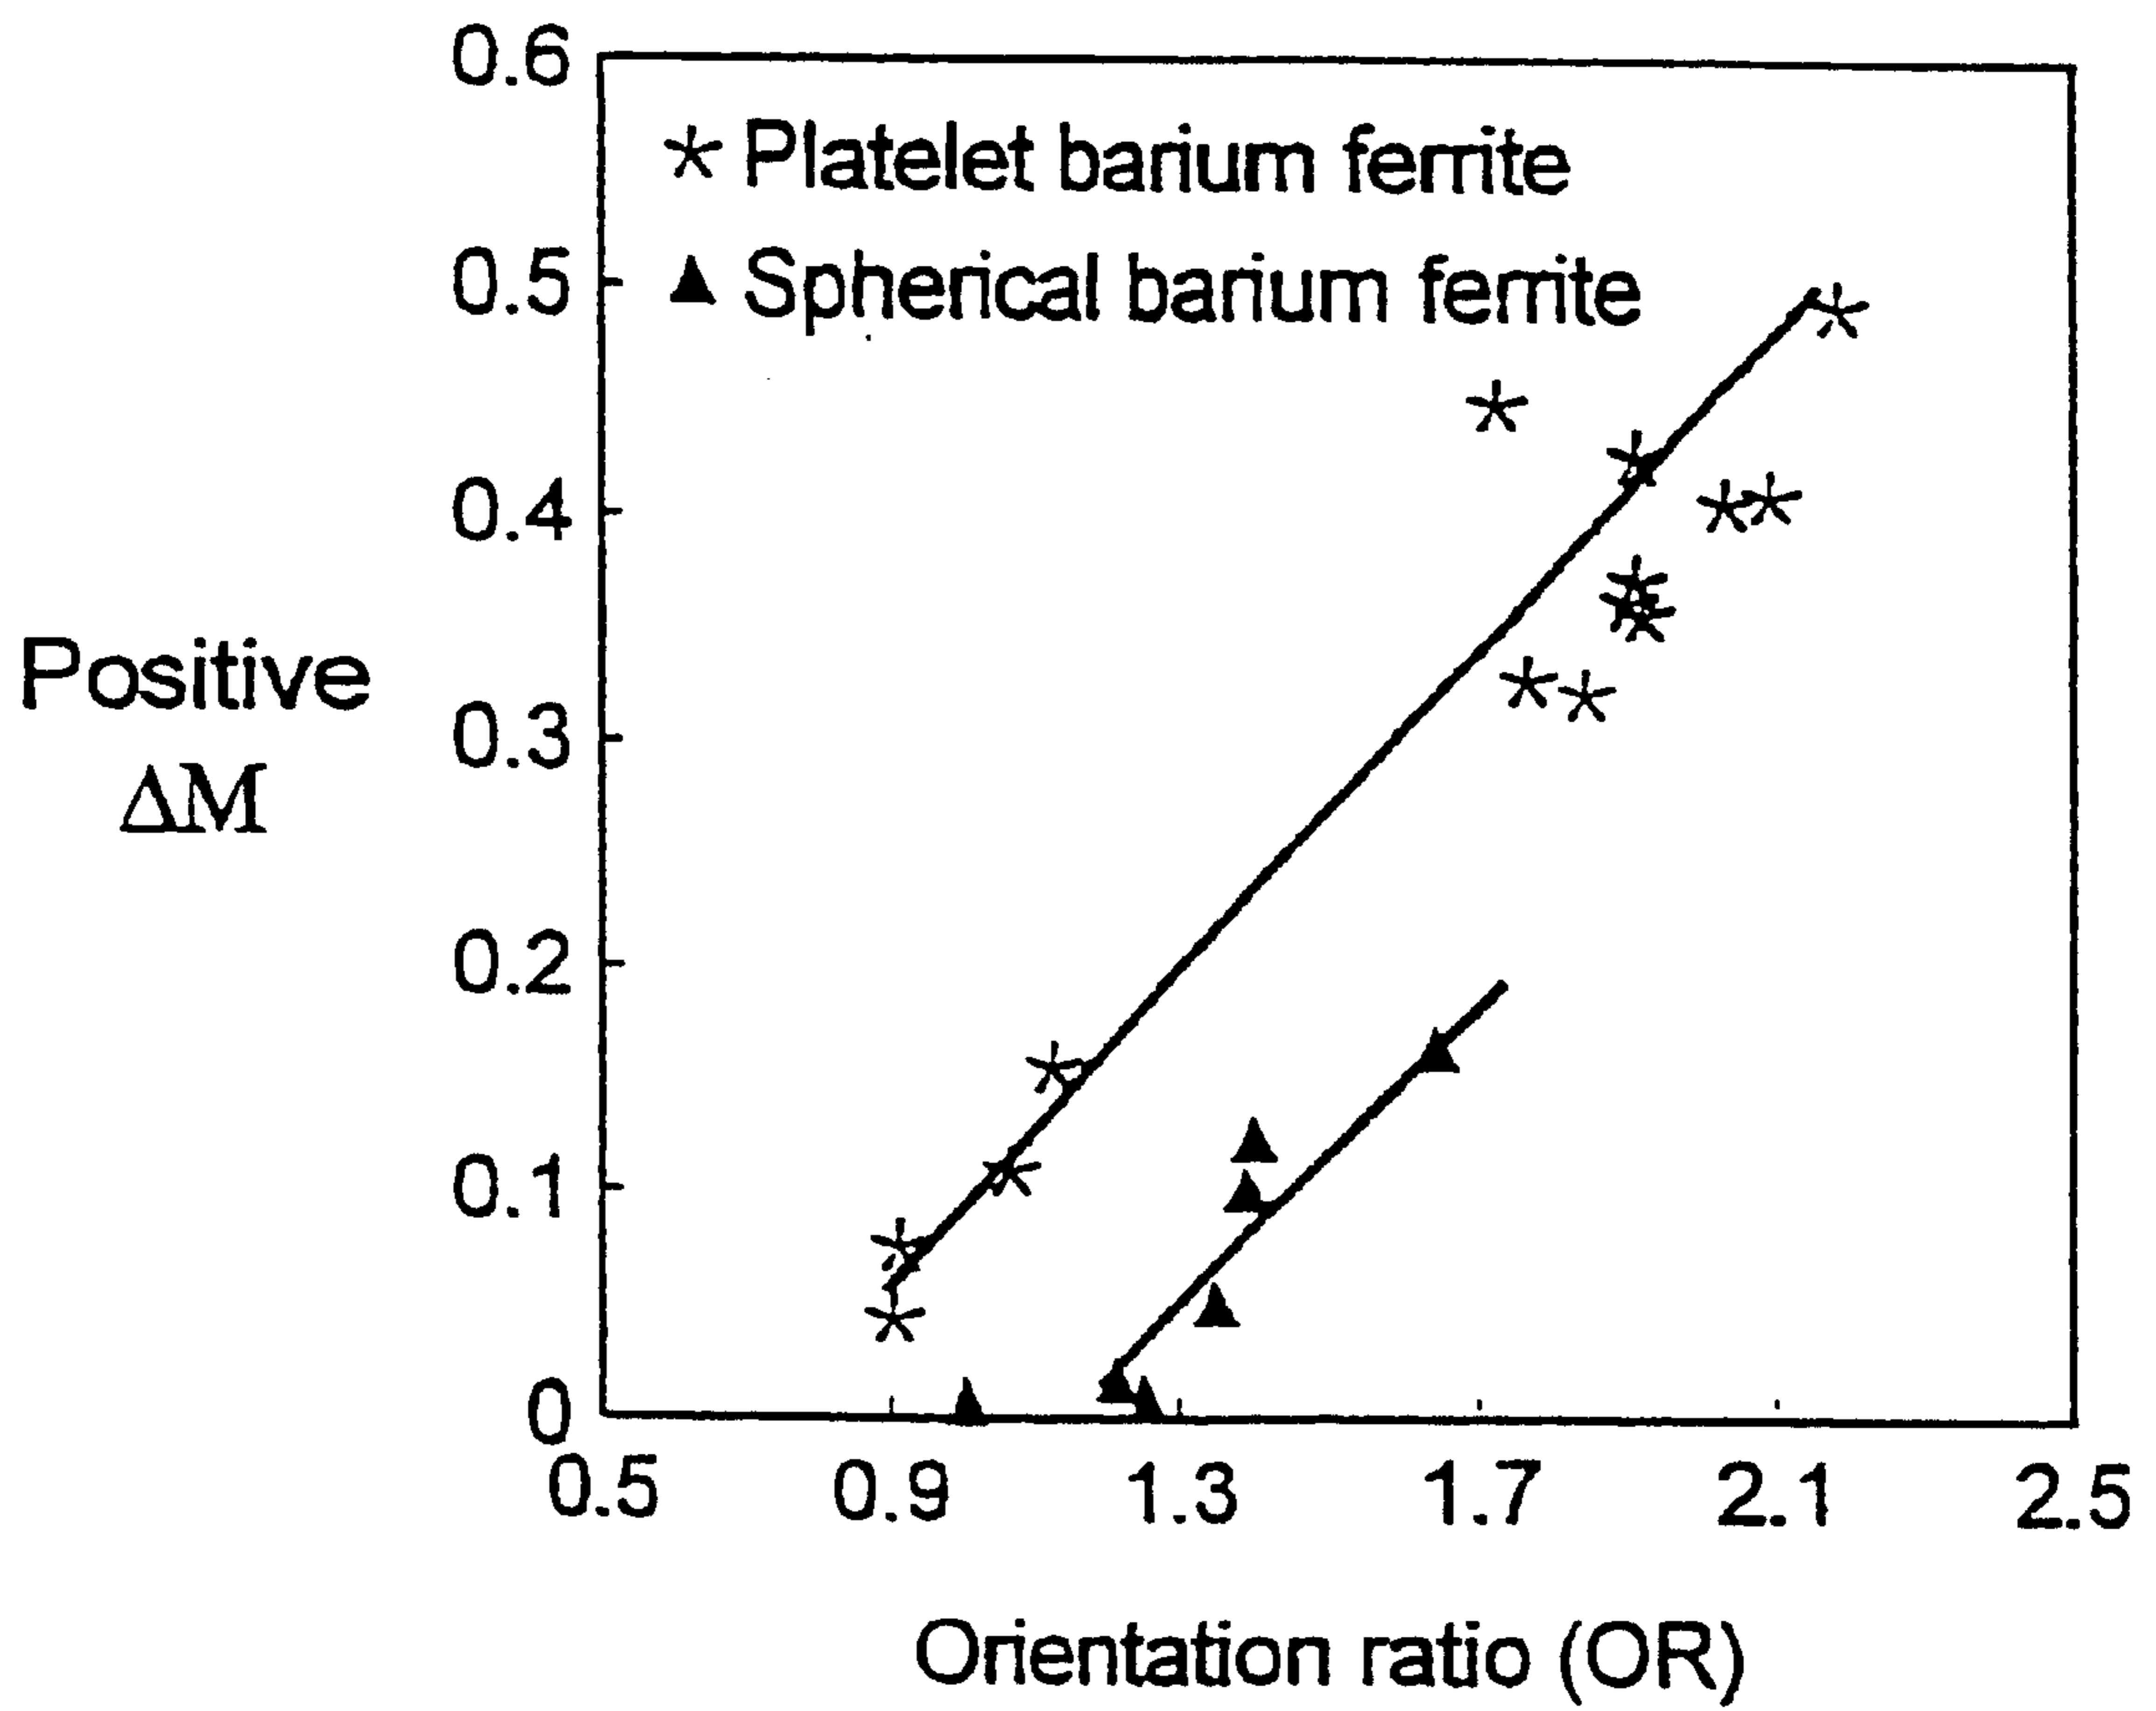 0.6
* Platelet barium ferrite
0.5
▲ Spherical barium ferrite
0.4
Positive
0.3
ΔM
0.2
0.1
0
0.5 0.9 1.3 1.7 2.1 2.5
Orientation ratio (OR)